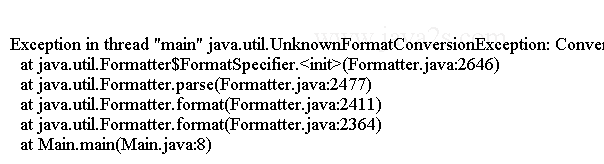 www.java2s.com
Exception in thread "main" java.util.UnknownFormatConversionException: Conver
at java.util.Formatter$FormatSpecifier.<init>(Formatter.java:2646)
at java.util.Formatter.parse(Formatter.java:2477)
at java.util.Formatter.format(Formatter.java:2411)
at java.util.Formatter.format(Formatter.java:2364)
at Main.main(Main.java:8)